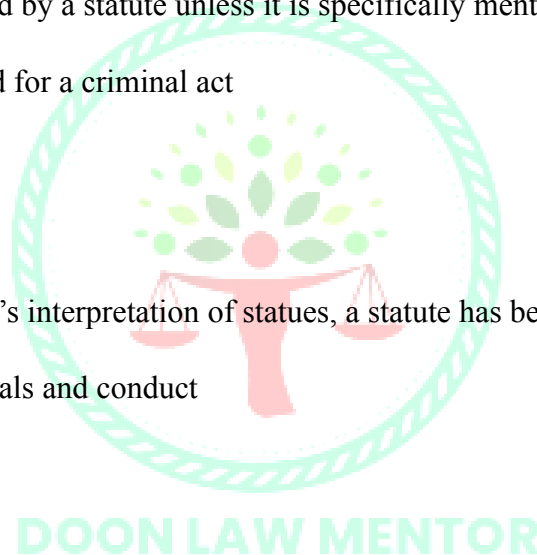 d by a statute unless it is specifically ment
d for a criminal act
's interpretation of statues, a statute has be
als and conduct
DOON LAW MENTOR